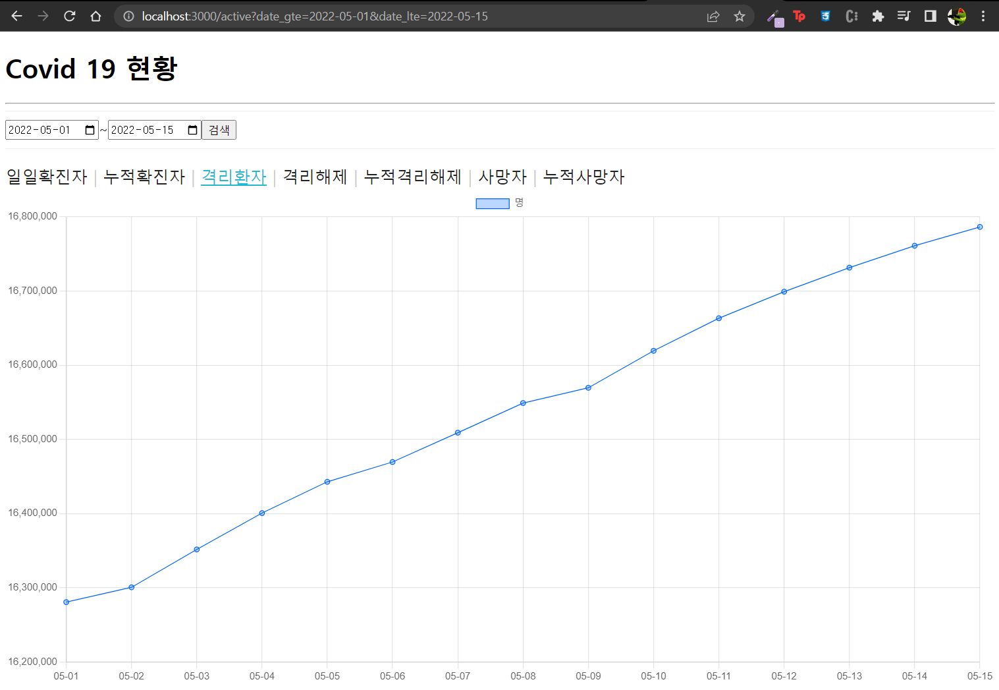 localhost:3000/active?date_gte=2022-05-01&date_lte=2022-05-15
Covid 19 현황
2022-05-01 ~ 2022-05-15 검색
일일확진자 | 누적확진자 | 격리환자 | 격리해제 | 누적격리해제 | 사망자 | 누적사망자
명
16,800,000
16,700,000
16,600,000
16,500,000
16,400,000
16,300,000
16,200,000
05-01 05-02 05-03 05-04 05-05 05-06 05-07 05-08 05-09 05-10 05-11 05-12 05-13 05-14 05-15